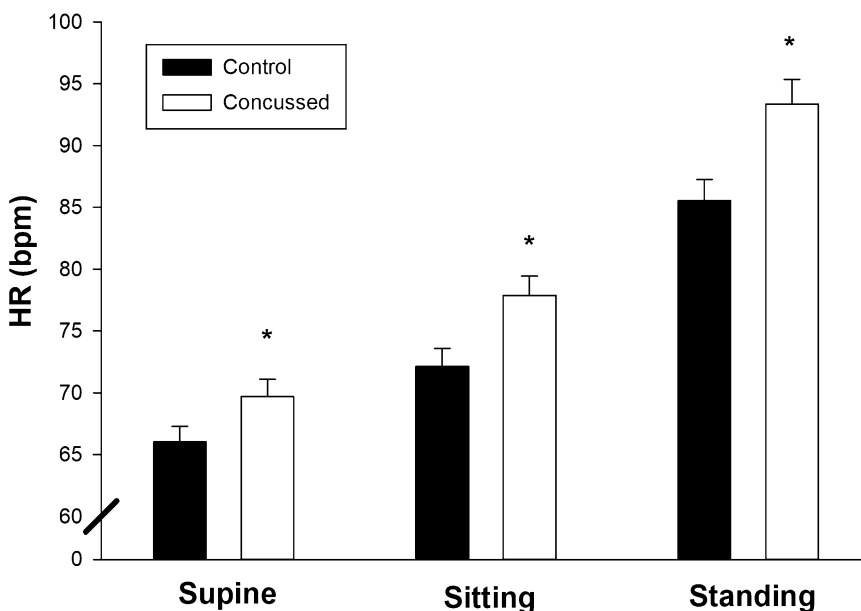 100
95
90
85
80
75
70
65
60
0
HR (bpm)
Control
Concussed
*
*
*
Supine
Sitting
Standing